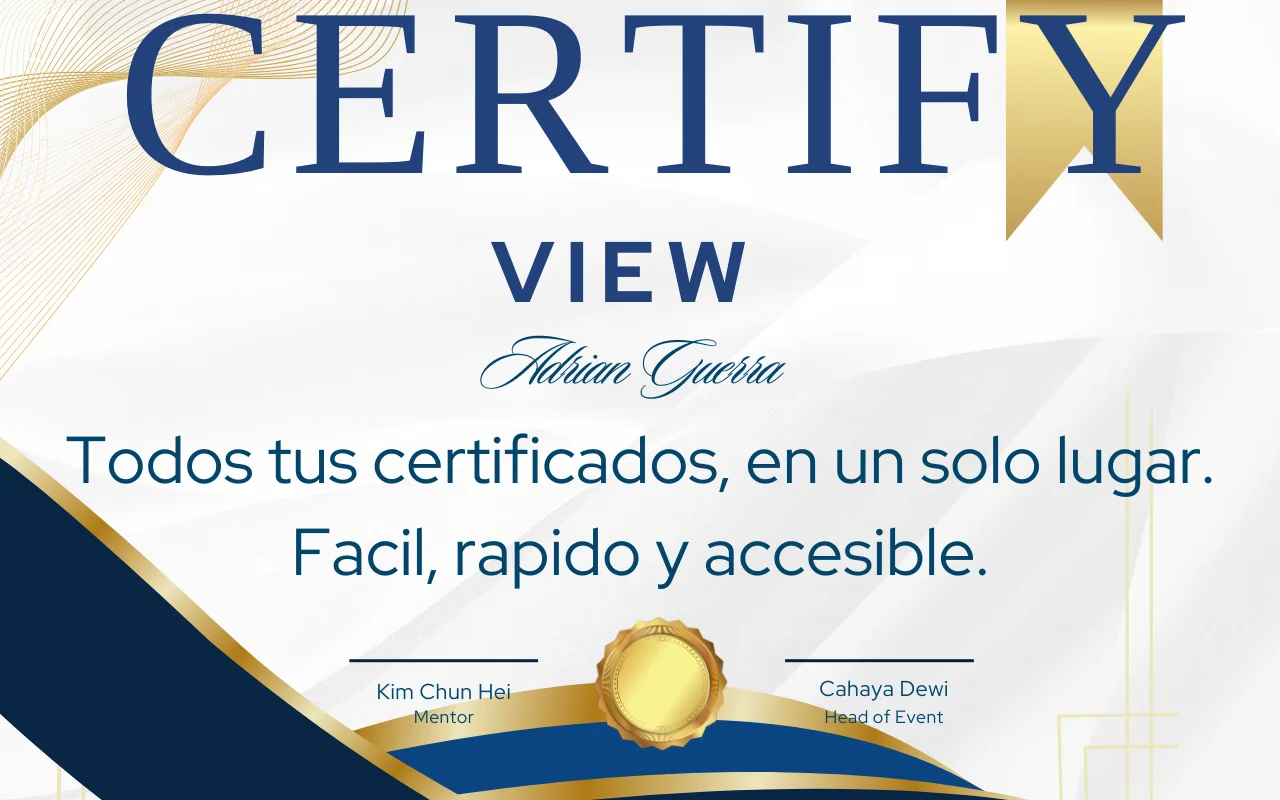 CERTIFY
VIEW
Adrian Guerra
Todos tus certificados, en un solo lugar.
Facil, rapido y accesible.
Kim Chun Hei
Mentor
Cahaya Dewi
Head of Event